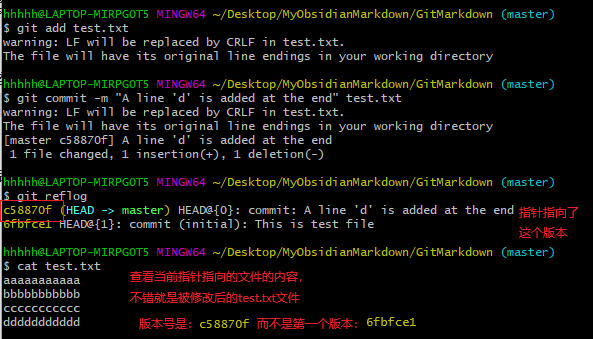 hhhhh@LAPTOP-MIRPGOT5 MINGW64 ~/Desktop/MyObsidianMarkdown/GitMarkdown (master)
$ git add test.txt
warning: LF will be replaced by CRLF in test.txt.
The file will have its original line endings in your working directory
hhhhh@LAPTOP-MIRPGOT5 MINGW64 ~/Desktop/MyObsidianMarkdown/GitMarkdown (master)
$ git commit -m "A line 'd' is added at the end" test.txt
warning: LF will be replaced by CRLF in test.txt.
The file will have its original line endings in your working directory
[master c58870f] A line 'd' is added at the end
1 file changed, 1 insertion(+), 1 deletion(-)
hhhhh@LAPTOP-MIRPGOT5 MINGW64 ~/Desktop/MyObsidianMarkdown/GitMarkdown (master)
$ git reflog
c58870f (HEAD -> master) HEAD@{0}: commit: A line 'd' is added at the end
6fbfce1 HEAD@{1}: commit (initial): This is test file
指针指向了
这个版本
hhhhh@LAPTOP-MIRPGOT5 MINGW64 ~/Desktop/MyObsidianMarkdown/GitMarkdown (master)
$ cat test.txt
aaaaaaaaaaa
bbbbbbbbbbb
ccccccccccc
ddddddddddd
查看当前指针指向的文件的内容，
不错就是被修改后的test.txt文件
版本号是: c58870f 而不是第一个版本: 6fbfce1